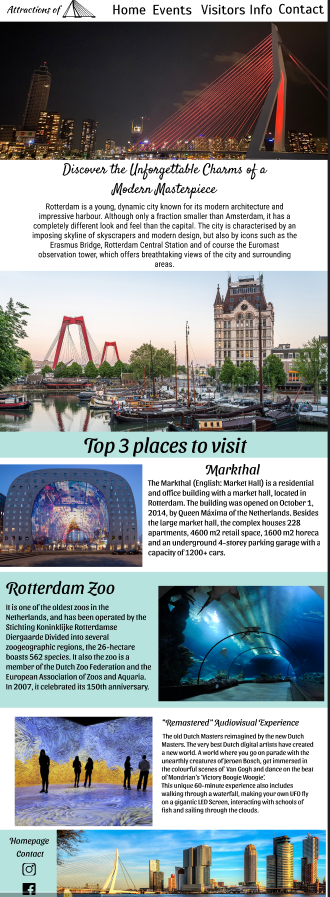 Attractions of
Home Events Visitors Info Contact
Discover the Unforgettable Charms of a
Modern Masterpiece
Rotterdam is a young, dynamic city known for its modern architecture and
impressive harbour. Although only a fraction smaller than Amsterdam, it has a
completely different look and feel than the capital. The city is characterised by an
imposing skyline of skyscrapers and modern design, but also by icons such as the
Erasmus Bridge, Rotterdam Central Station and of course the Euromast
observation tower, which offers breathtaking views of the city and surrounding
areas.
Top 3 places to visit
Markthal
The Markthal (English: Market Hall) is a residential
and office building with a market hall, located in
Rotterdam. The building was opened on October 1,
2014, by Queen Máxima of the Netherlands. Besides
the large market hall, the complex houses 228
apartments, 4600 m2 retail space, 1600 m2 horeca
and an underground 4-storey parking garage with a
capacity of 1200+ cars.
Rotterdam Zoo
It is one of the oldest zoos in the
Netherlands, and has been operated by the
Stichting Koninklijke Rotterdamse
Diergaarde Divided into several
zoogeographic regions, the 26-hectare
boasts 562 species. It also the zoo is a
member of the Dutch Zoo Federation and the
European Association of Zoos and Aquaria.
In 2007, it celebrated its 150th anniversary.
"Remastered" Audiovisual Experience
The old Dutch Masters reimagined by the new Dutch
Masters. The very best Dutch digital artists have created
a new world. A world where you go on parade with the
unearthly creatures of Jeroen Bosch, get immersed in
the colourful scenes of Van Gogh and dance on the beat
of Mondrian's 'Victory Boogie Woogie'.
This unique 60-minute experience also includes
walking through a waterfall, making your own UFO fly
on a gigantic LED Screen, interacting with schools of
fish and sailing through the clouds.
Homepage
Contact